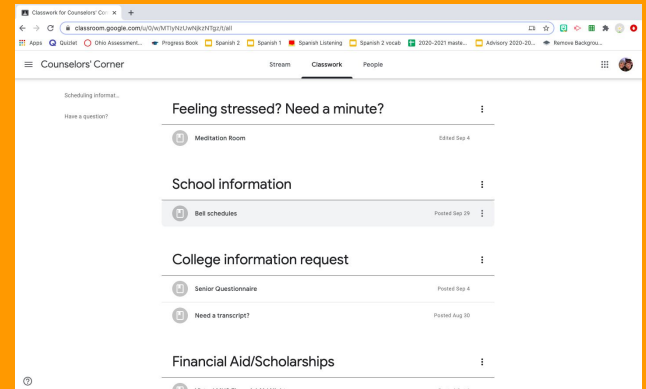 Classwork for Counselors' Cor
classroom.google.com/u/0/w/MTIyNzUwNjkzNTgz/t/all
Apps Quizlet Ohio Assessment... Progress Book Spanish 2 Spanish 1 Spanish Listening Spanish 2 vocab 2020-2021 maste... Advisory 2020-20... Remove Backgrou...
Counselors' Corner Stream Classwork People
Scheduling informat...
Have a question?
Feeling stressed? Need a minute?
Meditation Room Edited Sep 4
School information
Bell schedules Posted Sep 29
College information request
Senior Questionnaire Posted Sep 4
Need a transcript? Posted Aug 30
Financial Aid/Scholarships